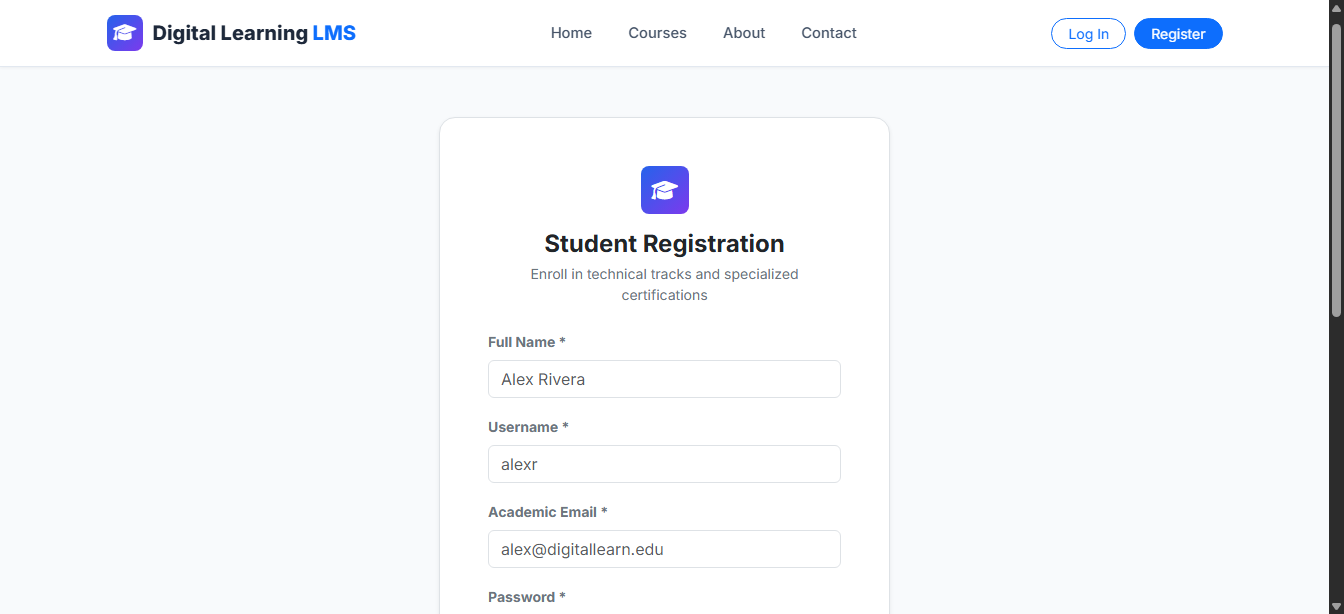 Digital Learning LMS
Home
Courses
About
Contact
Log In
Register
Student Registration
Enroll in technical tracks and specialized
certifications
Full Name *
Alex Rivera
Username *
alexr
Academic Email *
alex@digitallearn.edu
Password *